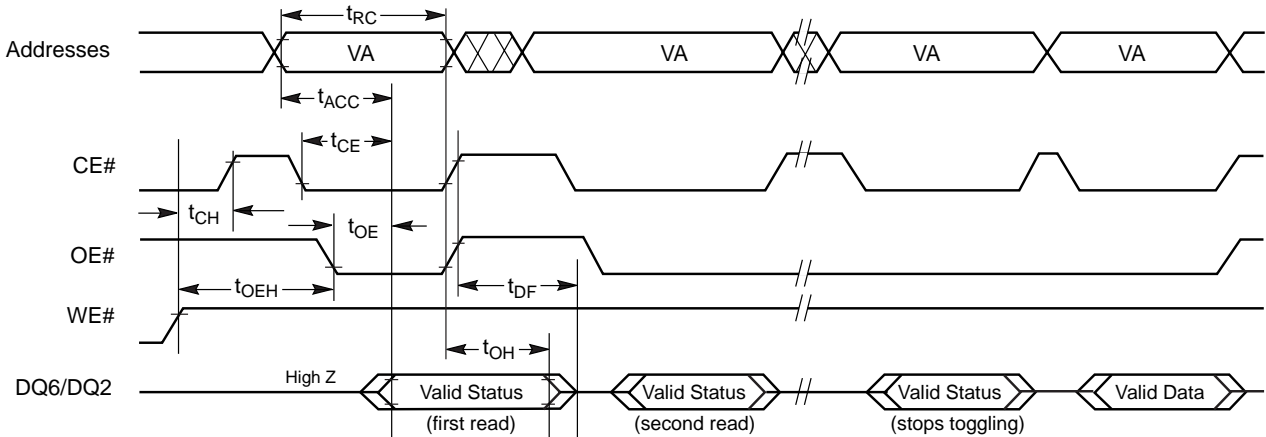 tRC
Addresses VA VA VA VA
tACC
tCE
CE#
tCH tOE
OE#
tOEH tDF
WE#
tOH
High Z
DQ6/DQ2 Valid Status Valid Status Valid Status Valid Data
(first read) (second read) (stops toggling)